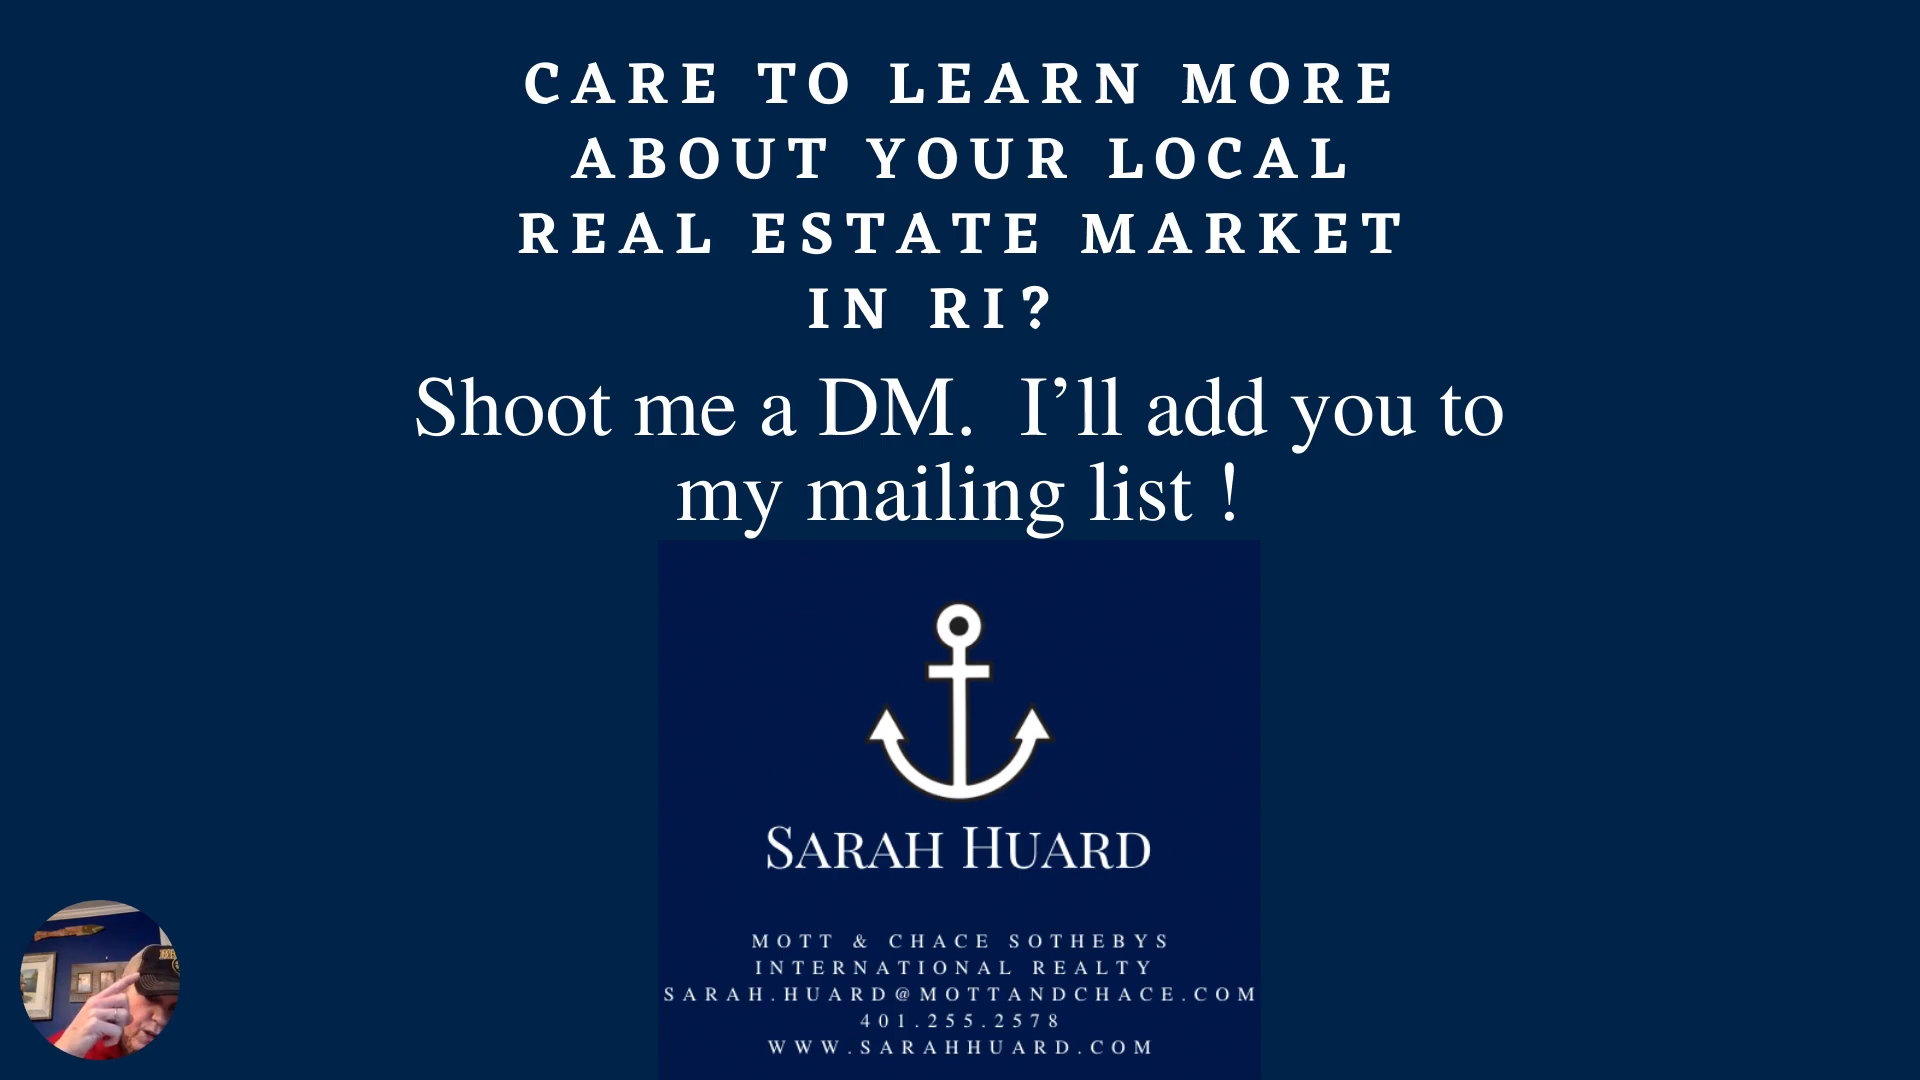 CARE TO LEARN MORE
ABOUT YOUR LOCAL
REAL ESTATE MARKET
IN RI?
Shoot me a DM.  I’ll add you to
my mailing list !
SARAH HUARD
MOTT & CHACE SOTHEBYS
INTERNATIONAL REALTY
SARAH.HUARD@MOTTANDCHACE.COM
401.255.2578
WWW.SARAHHUARD.COM